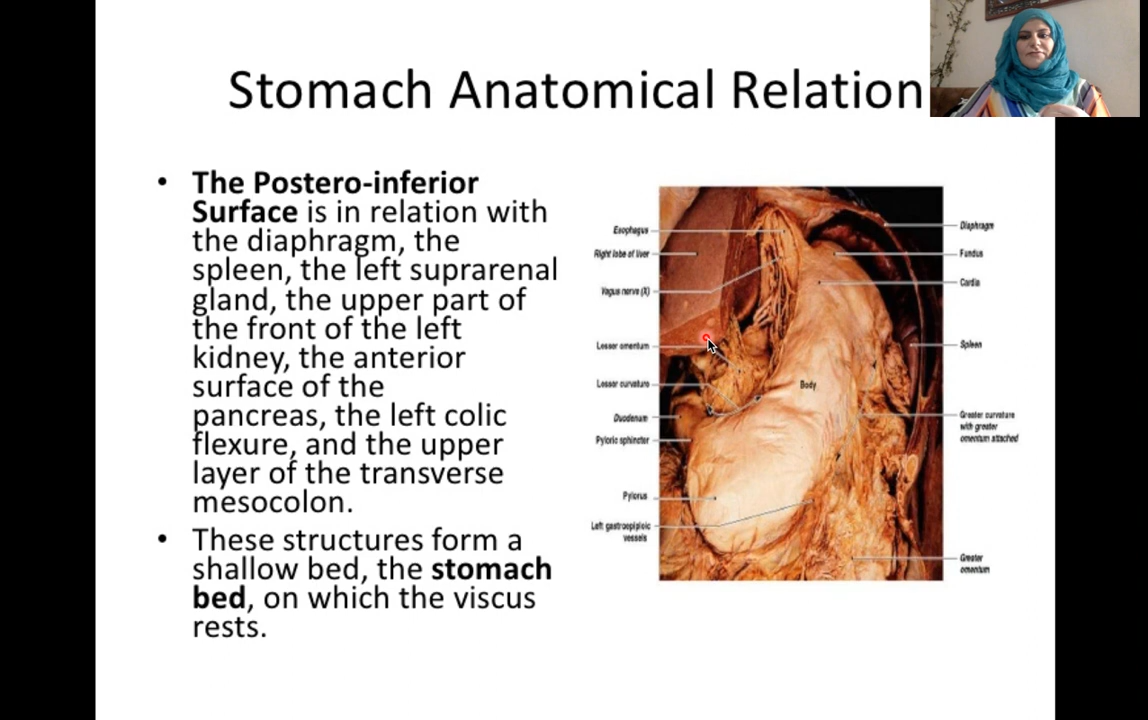 Stomach Anatomical Relation
• The Postero-inferior
Surface is in relation with
the diaphragm, the
spleen, the left suprarenal
gland, the upper part of
the front of the left
kidney, the anterior
surface of the
pancreas, the left colic
flexure, and the upper
layer of the transverse
mesocolon.
• These structures form a
shallow bed, the stomach
bed, on which the viscus
rests.
Esophagus
Right lobe of liver
Vagus nerve (X)
Lesser omentum
Lesser curvature
Duodenum
Pyloric sphincter
Pylorus
Left gastroepiploic
vessels
Body
Diaphragm
Fundus
Cardia
Spleen
Greater curvature
with greater
omentum attached
Greater
omentum